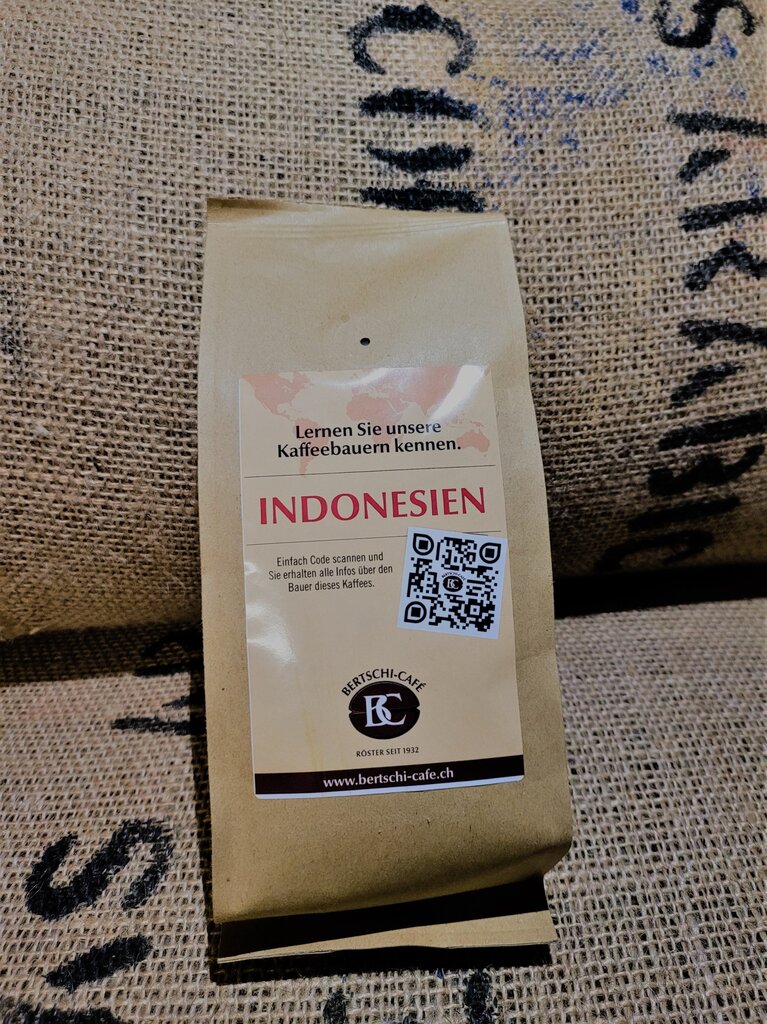 Lernen Sie unsere
Kaffeebauern kennen.
INDONESIEN
Einfach Code scannen und
Sie erhalten alle Infos über den
Bauer dieses Kaffees.
BC
BERTSCHI-CAFÉ
BC
RÖSTER SEIT 1932
www.bertschi-cafe.ch